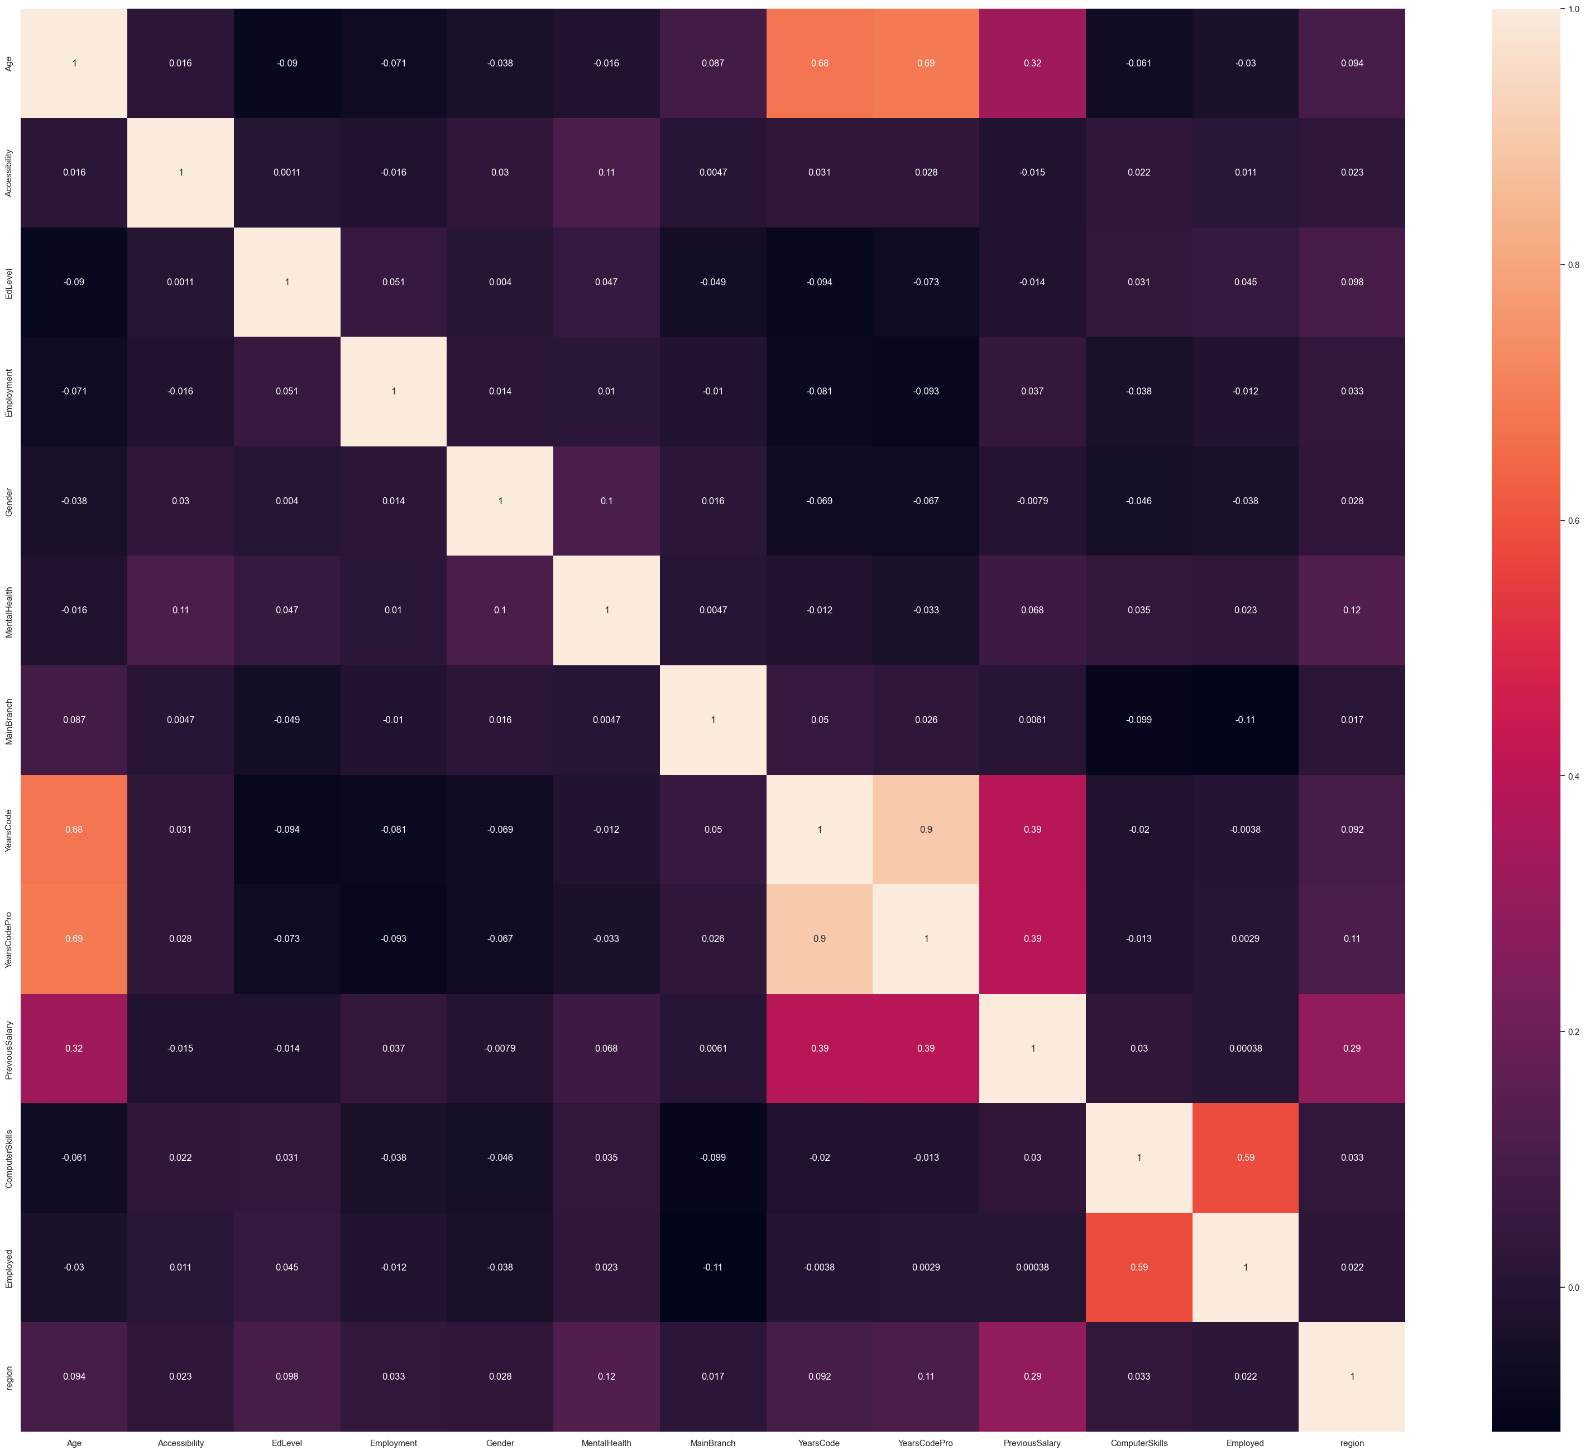 Age 1 0.016 -0.09 -0.071 -0.038 -0.016 0.087 0.68 0.69 0.32 -0.061 -0.03 0.094
Accessibility 0.016 1 0.0011 -0.016 0.03 0.11 0.0047 0.031 0.028 -0.015 0.022 0.011 0.023
EdLevel -0.09 0.0011 1 0.051 0.004 0.047 -0.049 -0.094 -0.073 -0.014 0.031 0.045 0.098
Employment -0.071 -0.016 0.051 1 0.014 0.01 -0.01 -0.081 -0.093 0.037 -0.038 -0.012 0.033
Gender -0.038 0.03 0.004 0.014 1 0.1 0.016 -0.069 -0.067 -0.0079 -0.046 -0.038 0.028
MentalHealth -0.016 0.11 0.047 0.01 0.1 1 0.0047 -0.012 -0.033 0.068 0.035 0.023 0.12
MainBranch 0.087 0.0047 -0.049 -0.01 0.016 0.0047 1 0.05 0.026 0.0061 -0.099 -0.11 0.017
YearsCode 0.68 0.031 -0.094 -0.081 -0.069 -0.012 0.05 1 0.9 0.39 -0.02 -0.0038 0.092
YearsCodePro 0.69 0.028 -0.073 -0.093 -0.067 -0.033 0.026 0.9 1 0.39 -0.013 0.0029 0.11
PreviousSalary 0.32 -0.015 -0.014 0.037 -0.0079 0.068 0.0061 0.39 0.39 1 0.03 0.00038 0.29
ComputerSkills -0.061 0.022 0.031 -0.038 -0.046 0.035 -0.099 -0.02 -0.013 0.03 1 0.59 0.033
Employed -0.03 0.011 0.045 -0.012 -0.038 0.023 -0.11 -0.0038 0.0029 0.00038 0.59 1 0.022
region 0.094 0.023 0.098 0.033 0.028 0.12 0.017 0.092 0.11 0.29 0.033 0.022 1
Age Accessibility EdLevel Employment Gender MentalHealth MainBranch YearsCode YearsCodePro PreviousSalary ComputerSkills Employed region
1.0
0.8
0.6
0.4
0.2
0.0